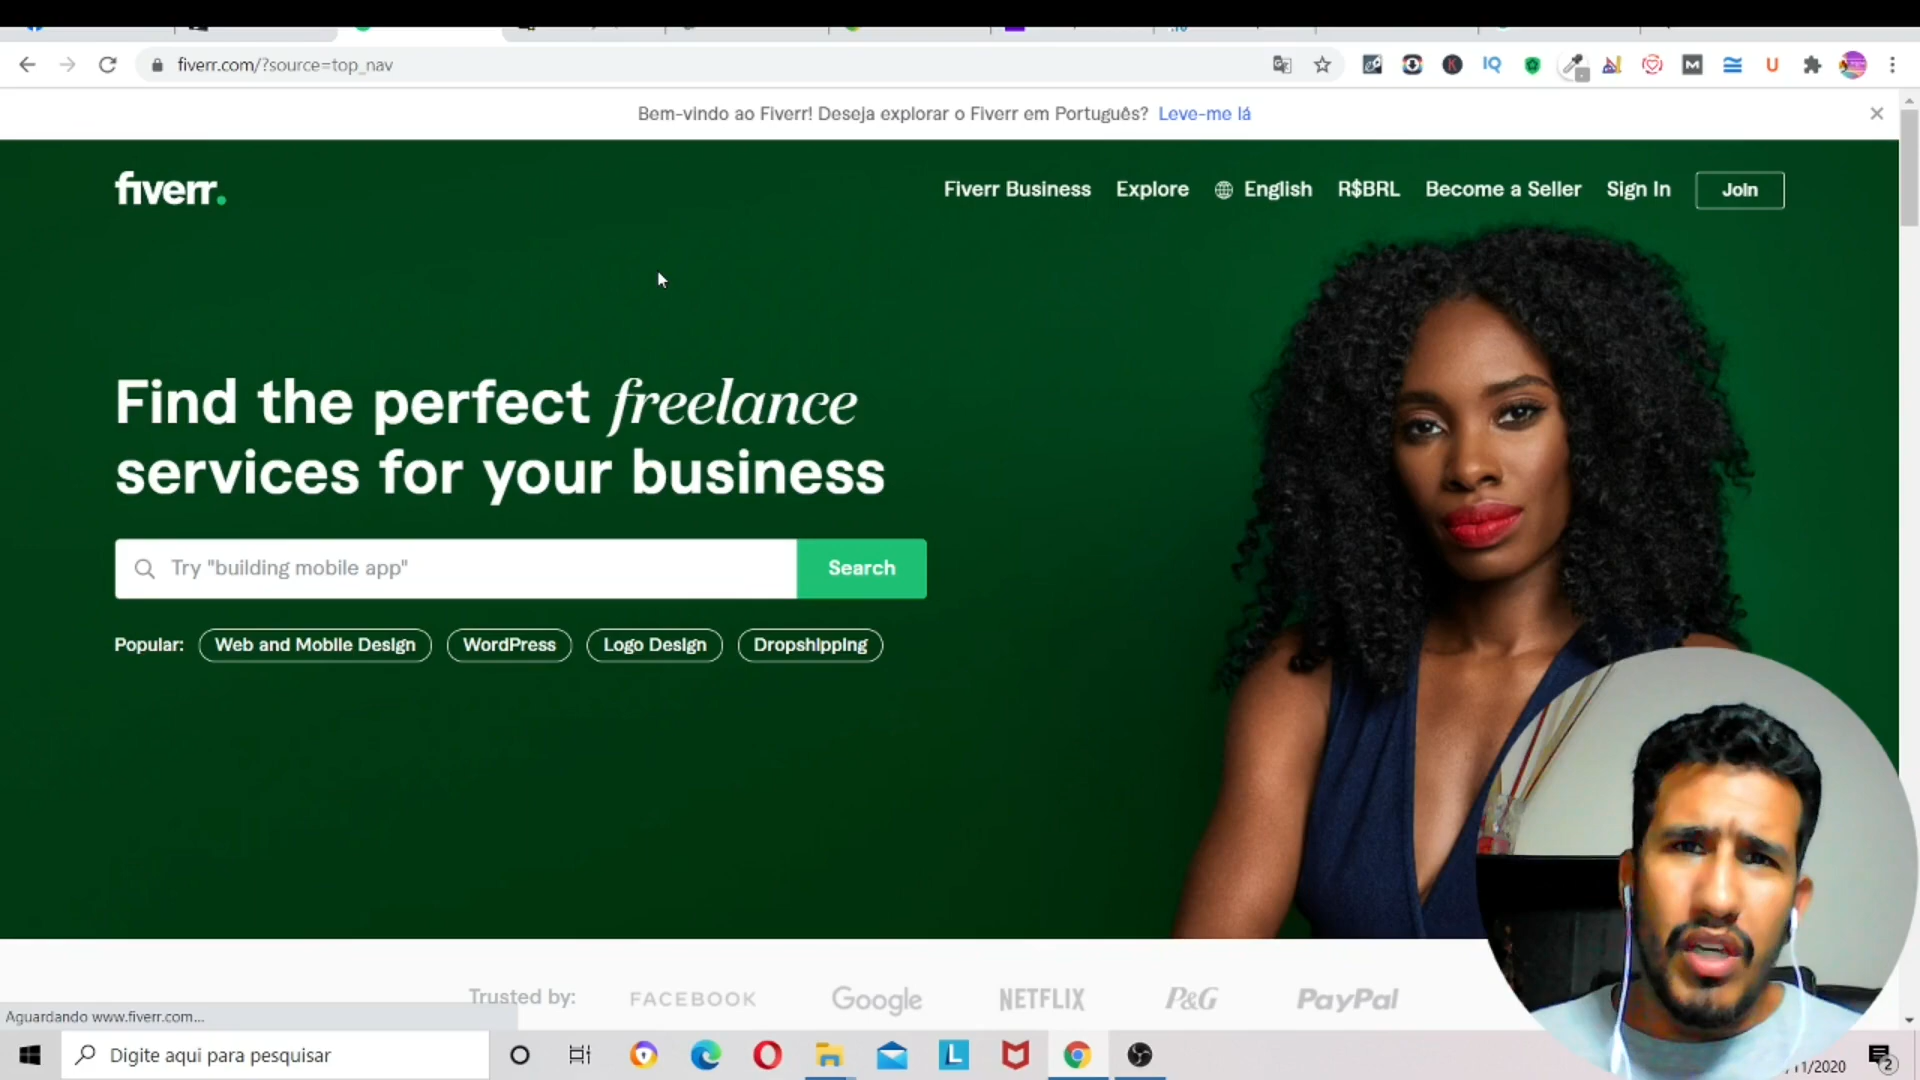 fiverr.com/?source=top_nav
Bem-vindo ao Fiverr! Deseja explorar o Fiverr em Português? Leve-me lá
fiverr.
Fiverr Business Explore English R$BRL Become a Seller Sign In Join
Find the perfect freelance
services for your business
Try "building mobile app" Search
Popular: Web and Mobile Design WordPress Logo Design Dropshipping
Trusted by: FACEBOOK Google NETFLIX P&G PayPal
Aguardando www.fiverr.com...
Digite aqui para pesquisar
11/2020
2